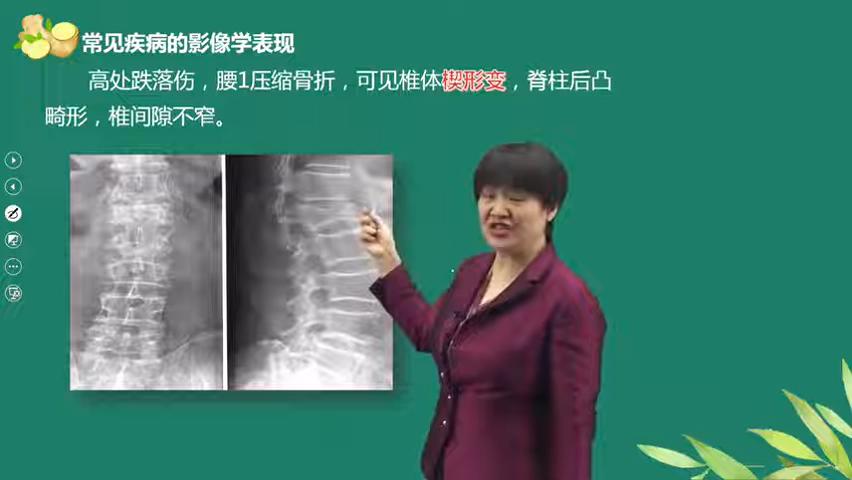 常见疾病的影像学表现
高处跌落伤，腰1压缩骨折，可见椎体楔形变，脊柱后凸
畸形，椎间隙不窄。